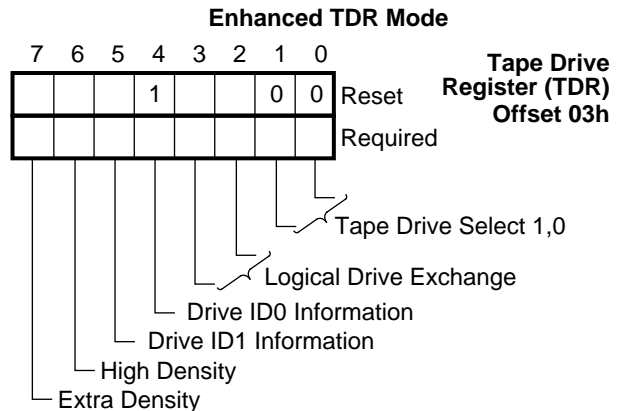 Enhanced TDR Mode
7 6 5 4 3 2 1 0
Tape Drive
Register (TDR)
Offset 03h
1 0 0 Reset
Required
Tape Drive Select 1,0
Logical Drive Exchange
Drive ID0 Information
Drive ID1 Information
High Density
Extra Density